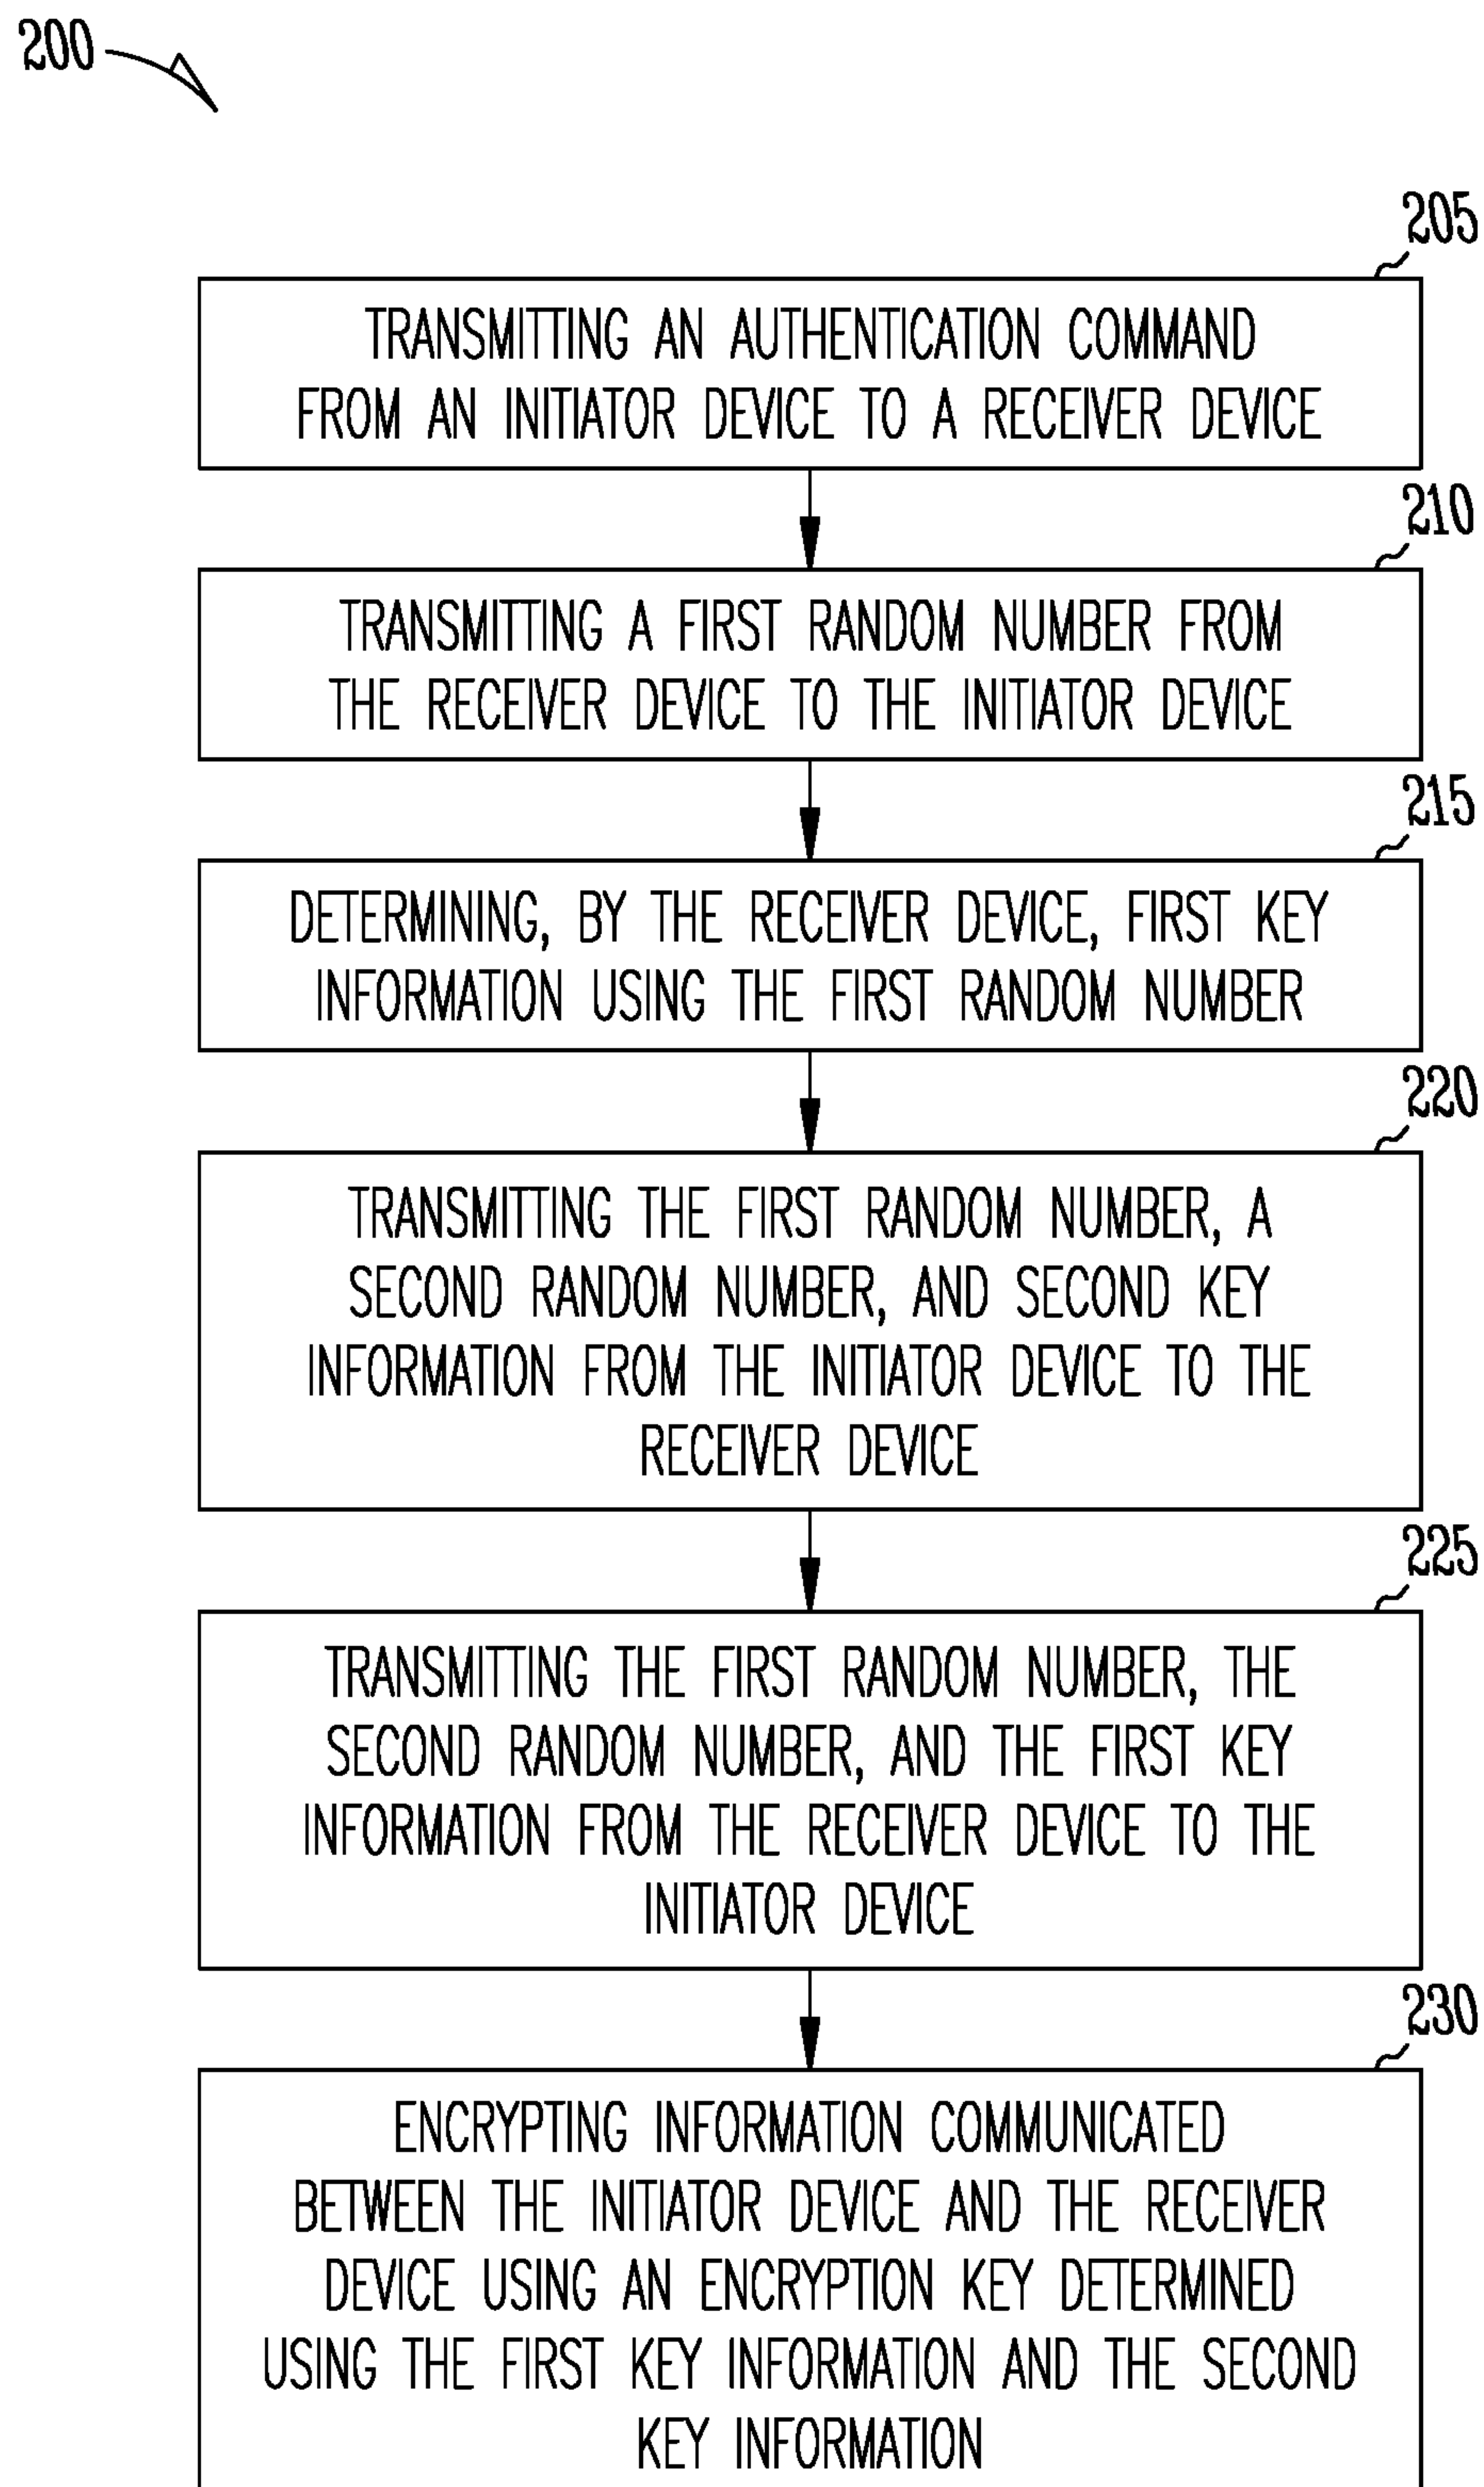 200
205
TRANSMITTING AN AUTHENTICATION COMMAND
FROM AN INITIATOR DEVICE TO A RECEIVER DEVICE
210
TRANSMITTING A FIRST RANDOM NUMBER FROM
THE RECEIVER DEVICE TO THE INITIATOR DEVICE
215
DETERMINING, BY THE RECEIVER DEVICE, FIRST KEY
INFORMATION USING THE FIRST RANDOM NUMBER
220
TRANSMITTING THE FIRST RANDOM NUMBER, A
SECOND RANDOM NUMBER, AND SECOND KEY
INFORMATION FROM THE INITIATOR DEVICE TO THE
RECEIVER DEVICE
225
TRANSMITTING THE FIRST RANDOM NUMBER, THE
SECOND RANDOM NUMBER, AND THE FIRST KEY
INFORMATION FROM THE RECEIVER DEVICE TO THE
INITIATOR DEVICE
230
ENCRYPTING INFORMATION COMMUNICATED
BETWEEN THE INITIATOR DEVICE AND THE RECEIVER
DEVICE USING AN ENCRYPTION KEY DETERMINED
USING THE FIRST KEY INFORMATION AND THE SECOND
KEY INFORMATION